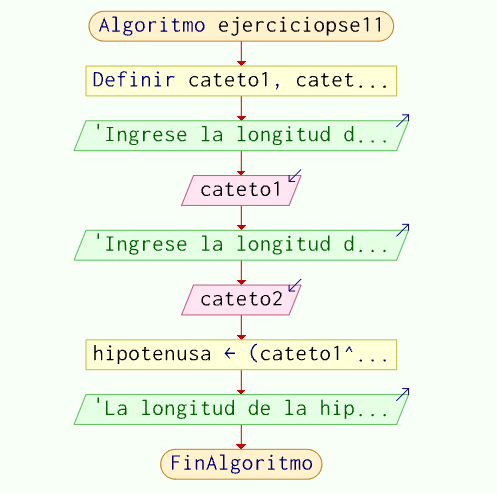 Algoritmo ejerciciopse11
Definir cateto1, catet...
'Ingrese la longitud d...
cateto1
'Ingrese la longitud d...
cateto2
hipotenusa ← (cateto1^...
'La longitud de la hip...
FinAlgoritmo